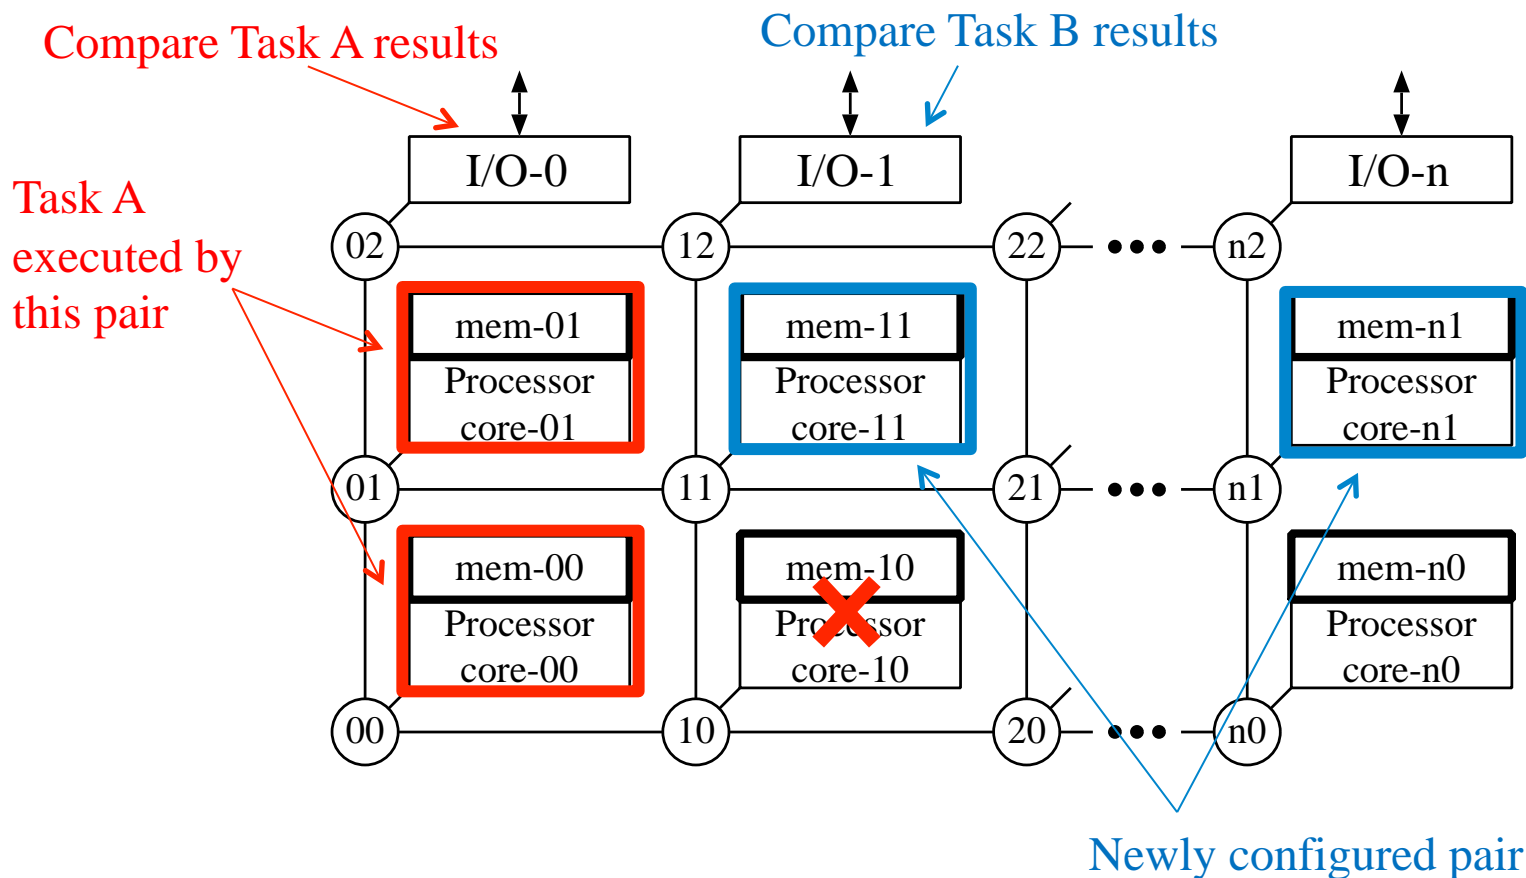 Compare Task A results
Compare Task B results
I/O-0
I/O-1
I/O-n
Task A
executed by
this pair
02
12
22
n2
mem-01
Processor
core-01
mem-11
Processor
core-11
mem-n1
Processor
core-n1
01
11
21
n1
mem-00
Processor
core-00
mem-10
Processor
core-10
mem-n0
Processor
core-n0
00
10
20
n0
Newly configured pair